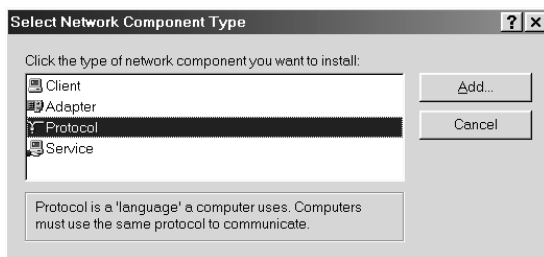 Select Network Component Type
Click the type of network component you want to install:
Client
Adapter
Protocol
Service
Add...
Cancel
Protocol is a 'language' a computer uses. Computers
must use the same protocol to communicate.